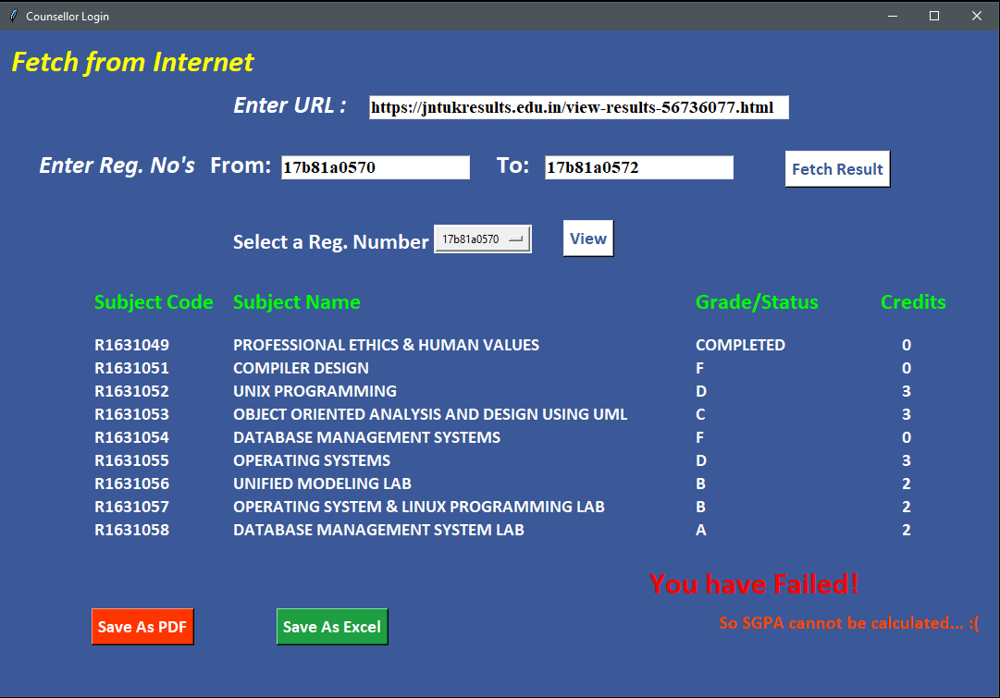 Counsellor Login
Fetch from Internet
Enter URL : https://jntukresults.edu.in/view-results-56736077.html
Enter Reg. No's From: 17b81a0570 To: 17b81a0572 Fetch Result
Select a Reg. Number 17b81a0570 View
Subject Code Subject Name Grade/Status Credits
R1631049 PROFESSIONAL ETHICS & HUMAN VALUES COMPLETED 0
R1631051 COMPILER DESIGN F 0
R1631052 UNIX PROGRAMMING D 3
R1631053 OBJECT ORIENTED ANALYSIS AND DESIGN USING UML C 3
R1631054 DATABASE MANAGEMENT SYSTEMS F 0
R1631055 OPERATING SYSTEMS D 3
R1631056 UNIFIED MODELING LAB B 2
R1631057 OPERATING SYSTEM & LINUX PROGRAMMING LAB B 2
R1631058 DATABASE MANAGEMENT SYSTEM LAB A 2
You have Failed!
Save As PDF Save As Excel So SGPA cannot be calculated... :(